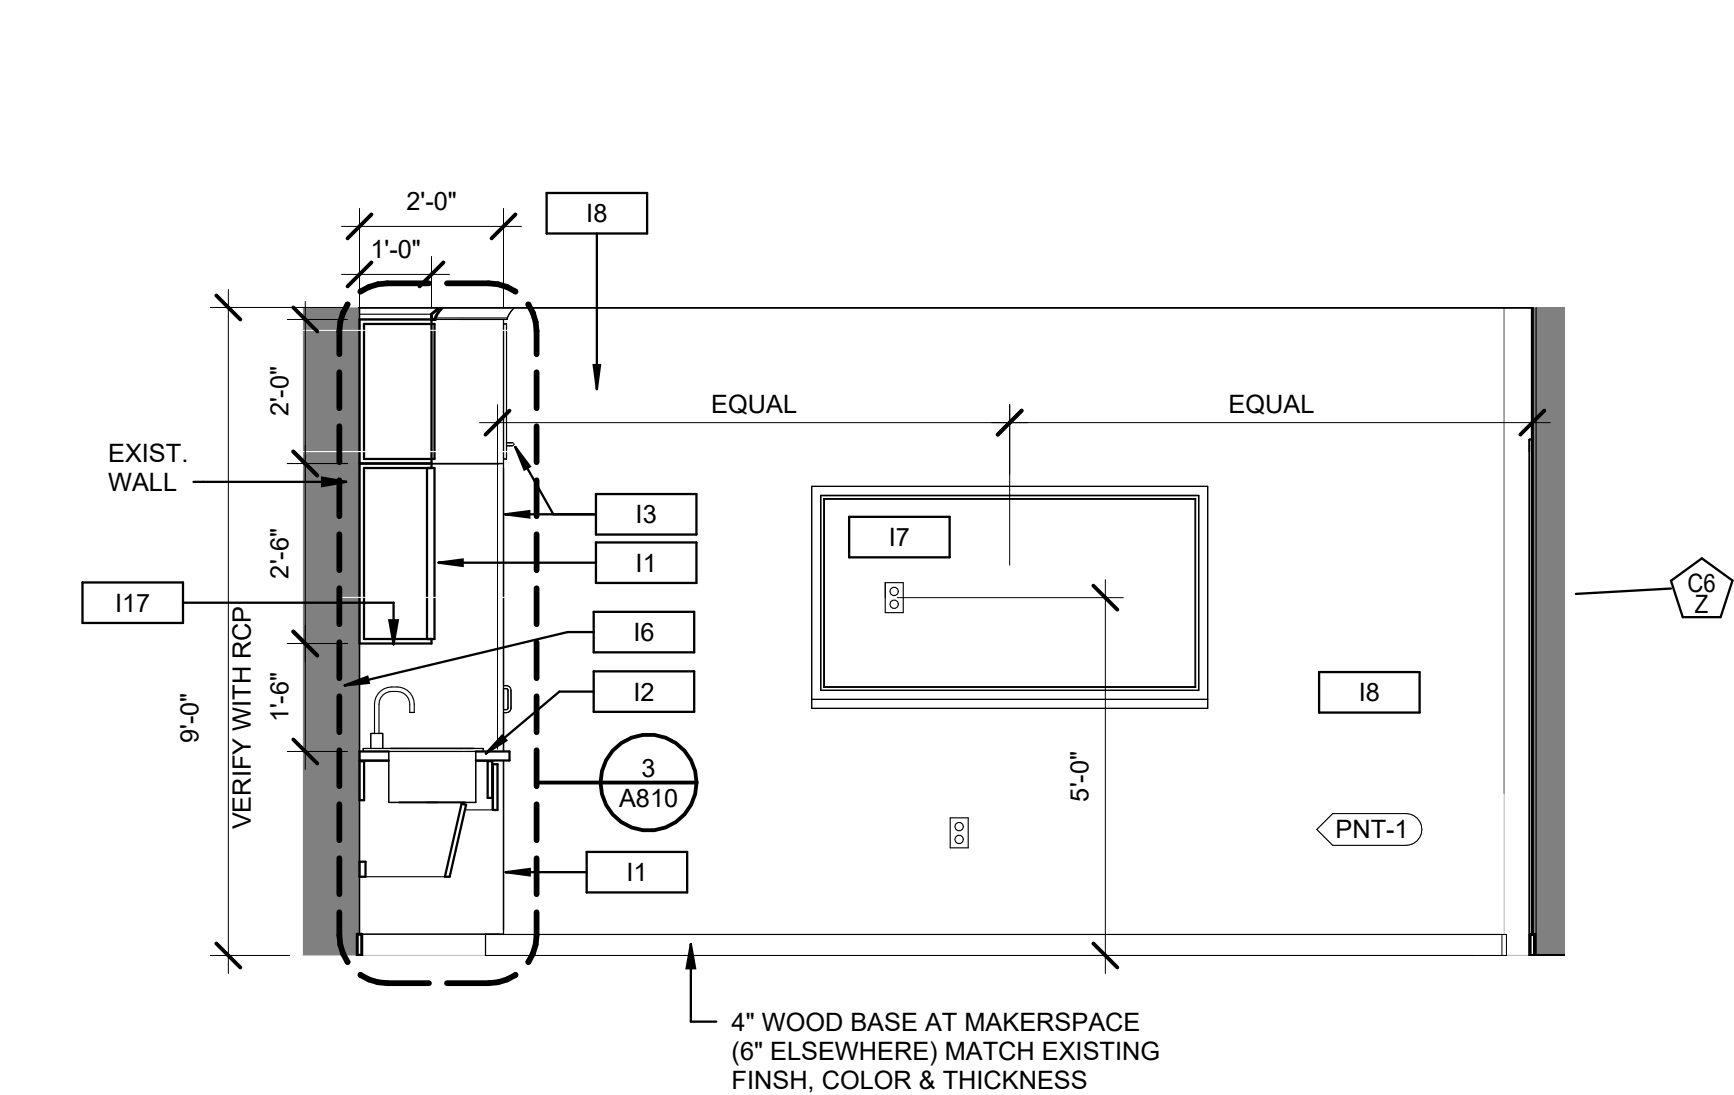 2'-0"
I8
1'-0"
EQUAL
EQUAL
2'-0"
EXIST.
WALL
I3
I7
2'-6"
I1
C6
Z
I17
I6
VERIFY WITH RCP
9'-0"
1'-6"
I2
I8
3
A810
5'-0"
PNT-1
I1
4" WOOD BASE AT MAKERSPACE
(6" ELSEWHERE) MATCH EXISTING
FINSH, COLOR & THICKNESS